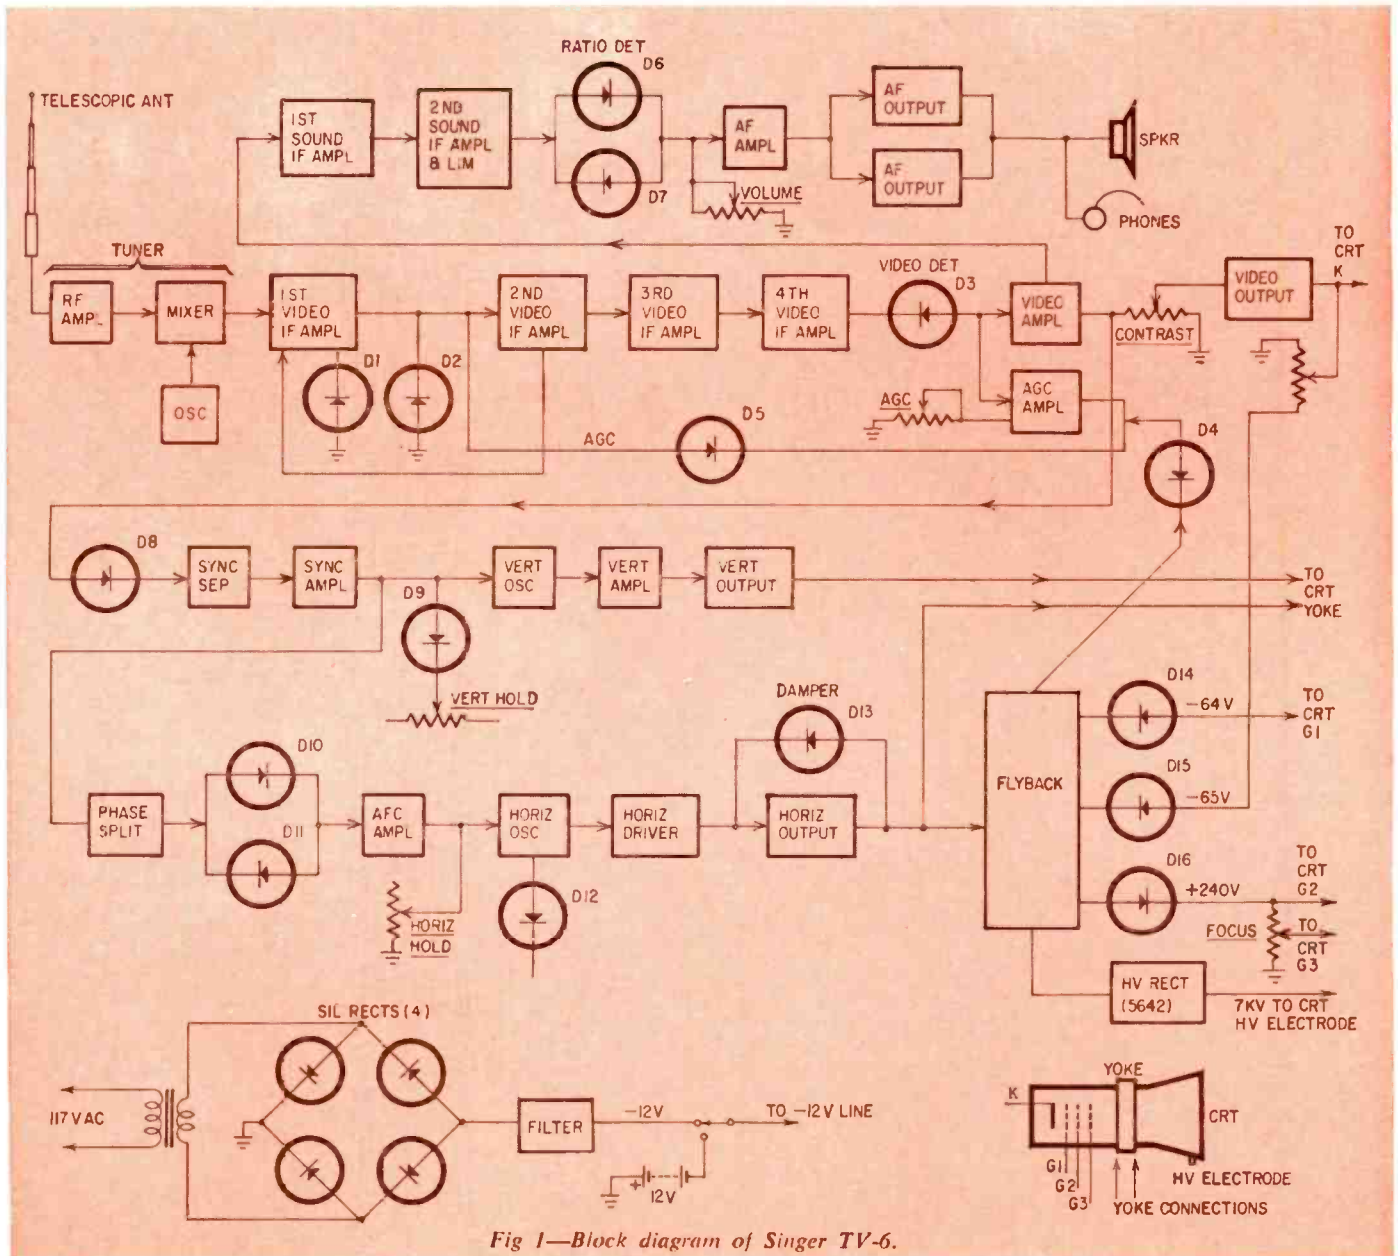 RATIO DET
D6
TELESCOPIC ANT
1ST
SOUND
IF AMPL
2ND
SOUND
IF AMPL
& LIM
D7
AF
AMPL
VOLUME
AF
OUTPUT
AF
OUTPUT
SPKR
PHONES
TUNER
RF
AMPL
MIXER
OSC
1ST
VIDEO
IF AMPL
D1
D2
2ND
VIDEO
IF AMPL
3RD
VIDEO
IF AMPL
4TH
VIDEO
IF AMPL
VIDEO DET
D3
VIDEO
AMPL
CONTRAST
VIDEO
OUTPUT
TO
CRT
K
AGC
D5
AGC
AGC
AMPL
D4
D8
SYNC
SEP
SYNC
AMPL
D9
VERT
OSC
VERT
AMPL
VERT
OUTPUT
TO
CRT
YOKE
VERT HOLD
DAMPER
D13
PHASE
SPLIT
D10
D11
AFC
AMPL
HORIZ
HOLD
HORIZ
OSC
D12
HORIZ
DRIVER
HORIZ
OUTPUT
FLYBACK
D14
-64V
TO
CRT
G1
D15
-65V
D16
+240V
TO
CRT
G2
FOCUS
TO
CRT
G3
HV RECT
(5642)
7KV TO CRT
HV ELECTRODE
SIL RECTS (4)
117V AC
FILTER
-12V
TO -12V LINE
+
12V
YOKE
K
CRT
G1
G2
G3
HV ELECTRODE
YOKE CONNECTIONS
Fig 1—Block diagram of Singer TV-6.